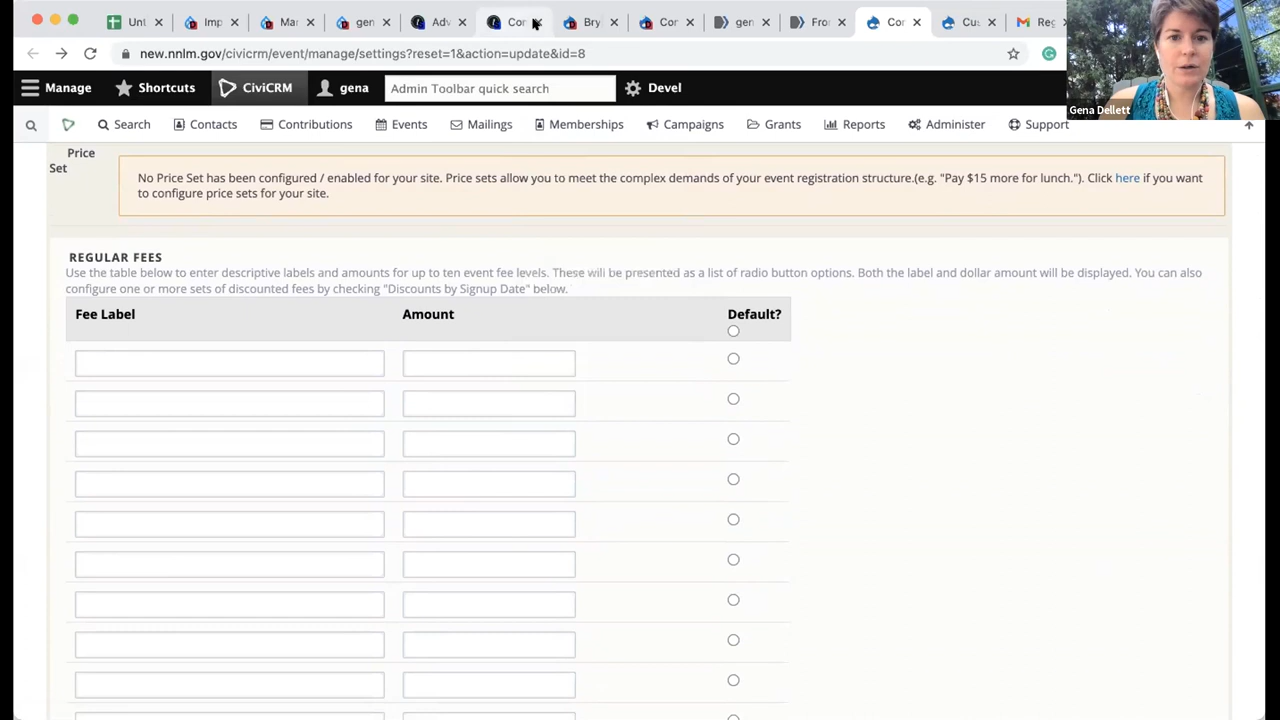 Unt Imp Mar gen Adv Con Bry Con gen Fro Con Cus Reg
new.nnlm.gov/civicrm/event/manage/settings?reset=1&action=update&id=8
Manage Shortcuts CiviCRM gena Admin Toolbar quick search Devel
Gena Dellett
Search Contacts Contributions Events Mailings Memberships Campaigns Grants Reports Administer Support
Price
Set
No Price Set has been configured / enabled for your site. Price sets allow you to meet the complex demands of your event registration structure.(e.g. "Pay $15 more for lunch."). Click here if you want
to configure price sets for your site.
REGULAR FEES
Use the table below to enter descriptive labels and amounts for up to ten event fee levels. These will be presented as a list of radio button options. Both the label and dollar amount will be displayed. You can also
configure one or more sets of discounted fees by checking "Discounts by Signup Date" below.
Fee Label Amount Default?